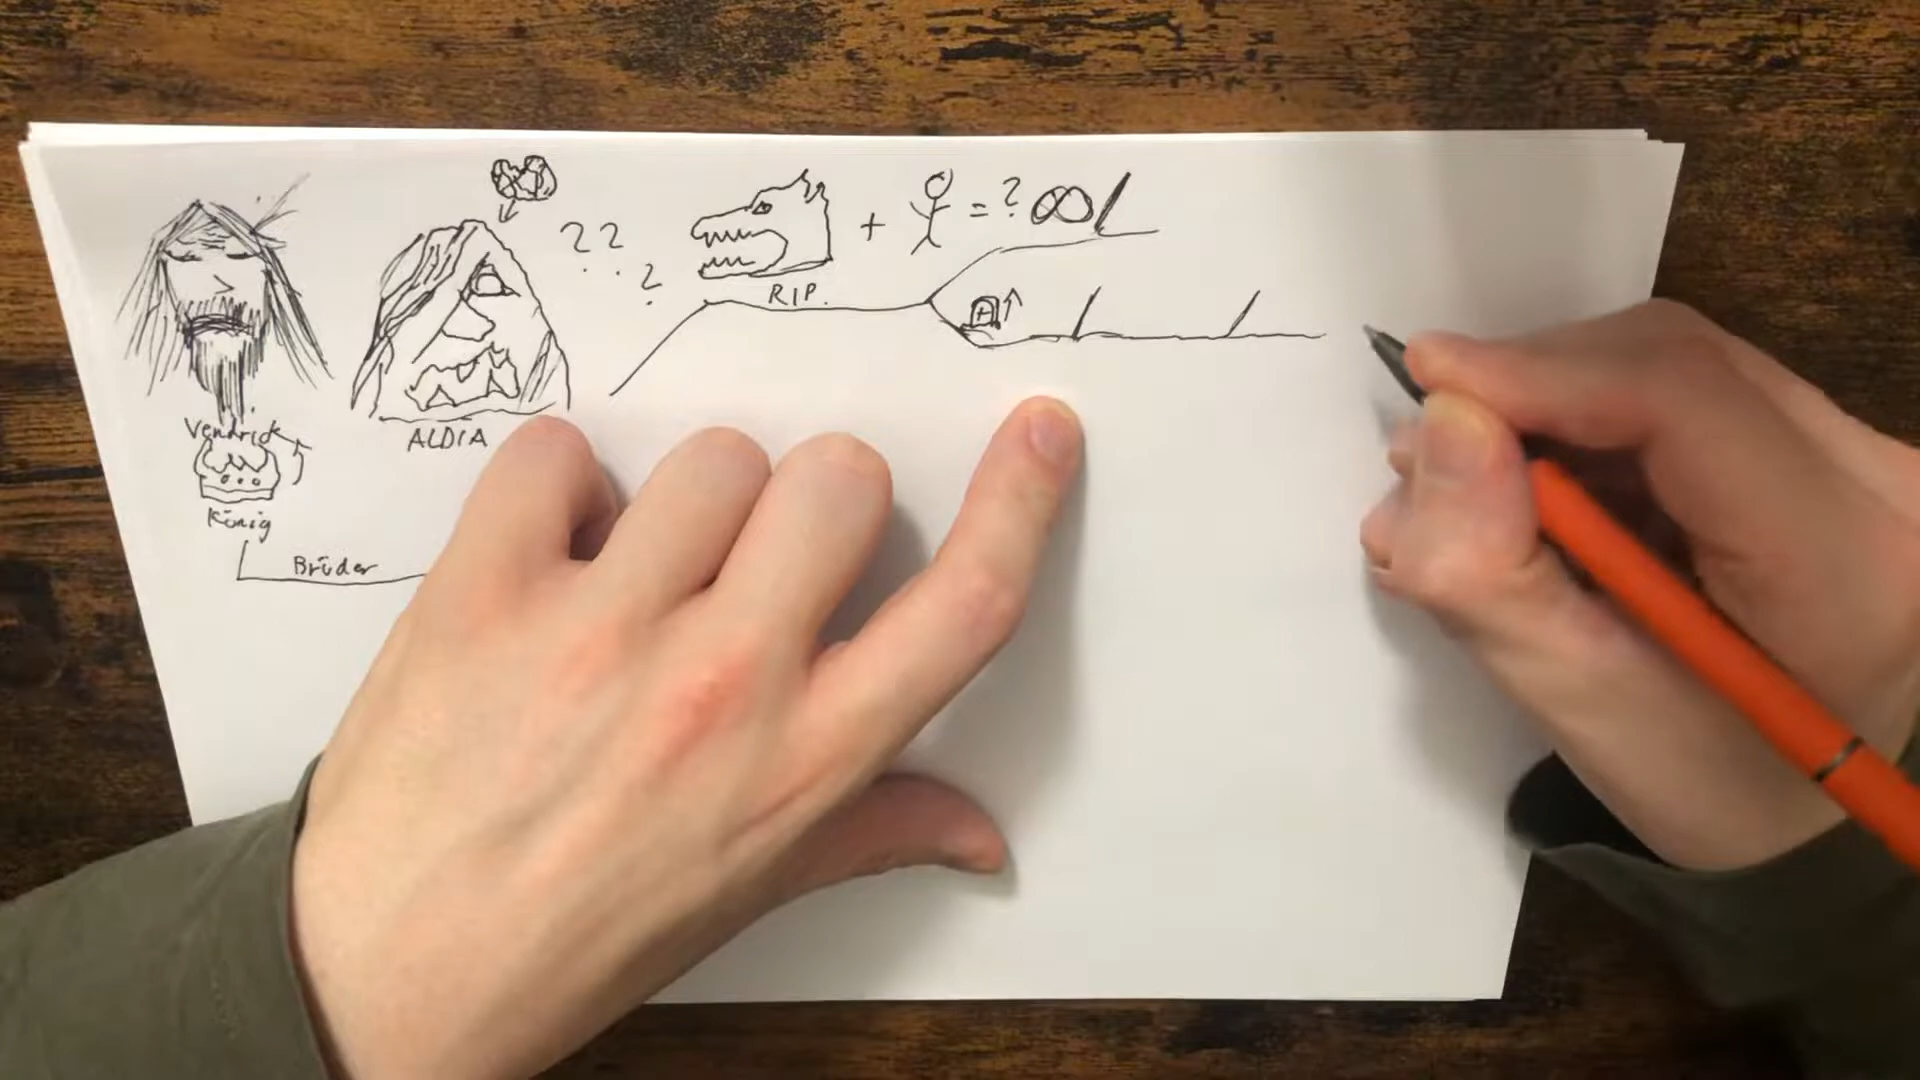 ? ?
?
+ = ? ∞
RIP.
Vendrick
ALDIA
König
Brüder